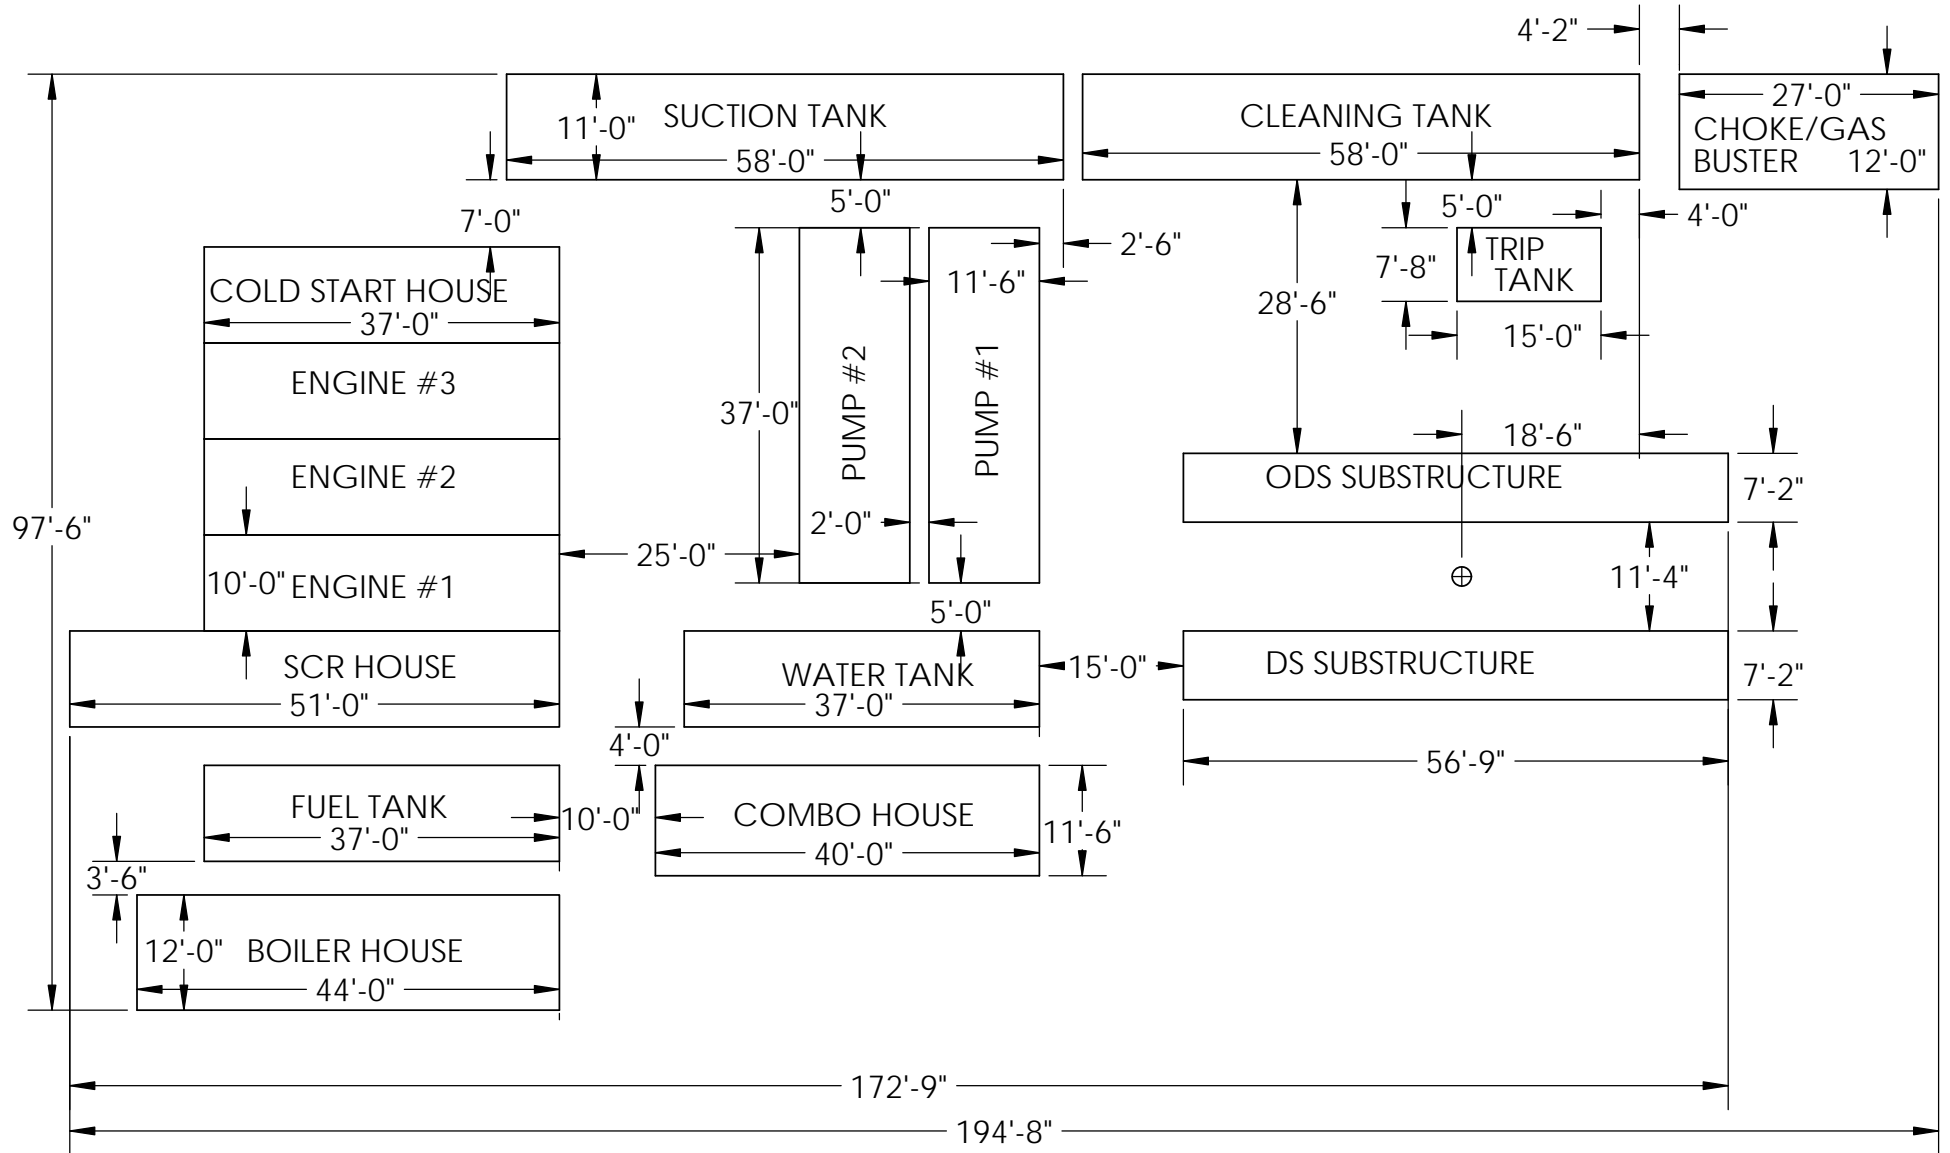 4'-2"
27'-0"
SUCTION TANK
CLEANING TANK
11'-0"
CHOKE/GAS
BUSTER 12'-0"
58'-0"
58'-0"
5'-0"
5'-0"
4'-0"
7'-0"
2'-6"
TRIP
TANK
7'-8"
11'-6"
COLD START HOUSE
28'-6"
37'-0"
15'-0"
ENGINE #3
PUMP #2
PUMP #1
37'-0"
18'-6"
ENGINE #2
ODS SUBSTRUCTURE
7'-2"
97'-6"
2'-0"
25'-0"
10'-0"
ENGINE #1
11'-4"
5'-0"
SCR HOUSE
WATER TANK
15'-0"
DS SUBSTRUCTURE
7'-2"
51'-0"
37'-0"
4'-0"
56'-9"
FUEL TANK
10'-0"
COMBO HOUSE
11'-6"
37'-0"
40'-0"
3'-6"
12'-0"
BOILER HOUSE
44'-0"
172'-9"
194'-8"